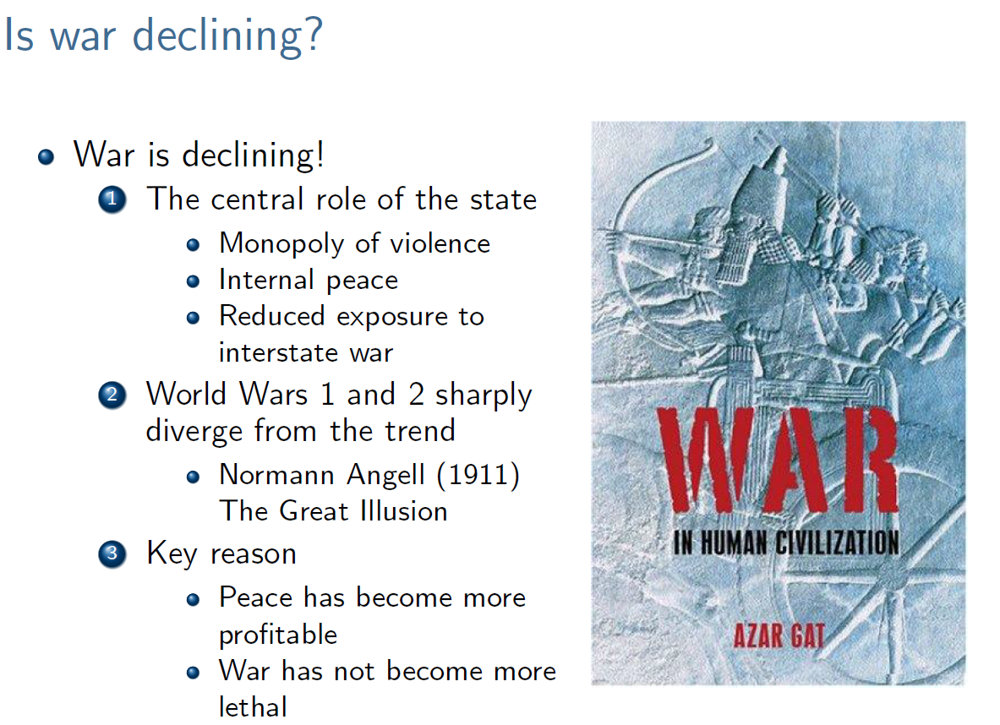 Is war declining?
War is declining!
1 The central role of the state
Monopoly of violence
Internal peace
Reduced exposure to
interstate war
2 World Wars 1 and 2 sharply
diverge from the trend
Normann Angell (1911)
The Great Illusion
3 Key reason
Peace has become more
profitable
War has not become more
lethal
WAR
IN HUMAN CIVILIZATION
AZAR GAT